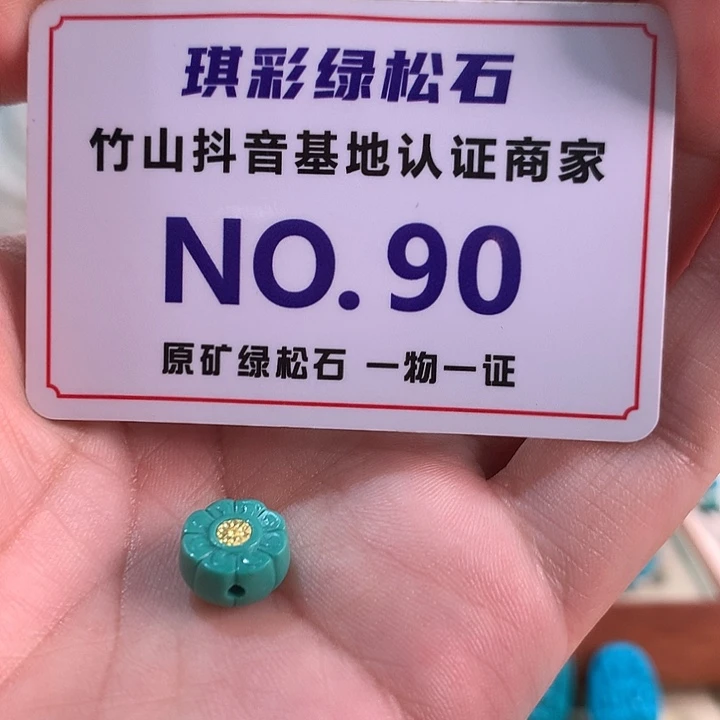 琪彩绿松石
竹山抖音基地认证商家
NO. 90
原矿绿松石 一物一证